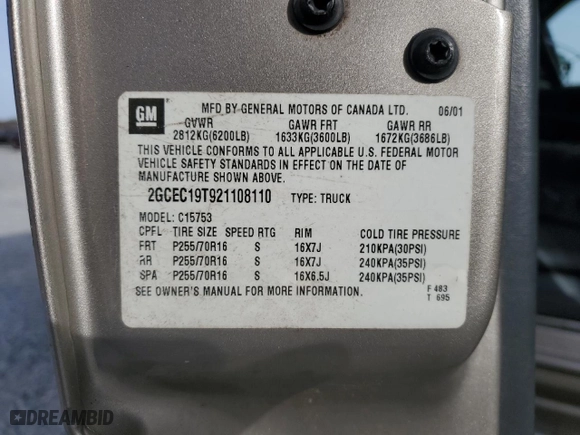 GM
MFD BY GENERAL MOTORS OF CANADA LTD. 06/01
GVWR GAWR FRT GAWR RR
2812KG(6200LB) 1633KG(3600LB) 1672KG(3686LB)
THIS VEHICLE CONFORMS TO ALL APPLICABLE U.S. FEDERAL MOTOR
VEHICLE SAFETY STANDARDS IN EFFECT ON THE DATE OF
MANUFACTURE SHOWN ABOVE.
2GCEC19T921108110 TYPE: TRUCK
MODEL: C15753
CPFL TIRE SIZE SPEED RTG RIM COLD TIRE PRESSURE
FRT P255/70R16 S 16X7J 210KPA(30PSI)
RR P255/70R16 S 16X7J 240KPA(35PSI)
SPA P255/70R16 S 16X6.5J 240KPA(35PSI)
SEE OWNER'S MANUAL FOR MORE INFORMATION.
F 483
T 695
DREAMBID